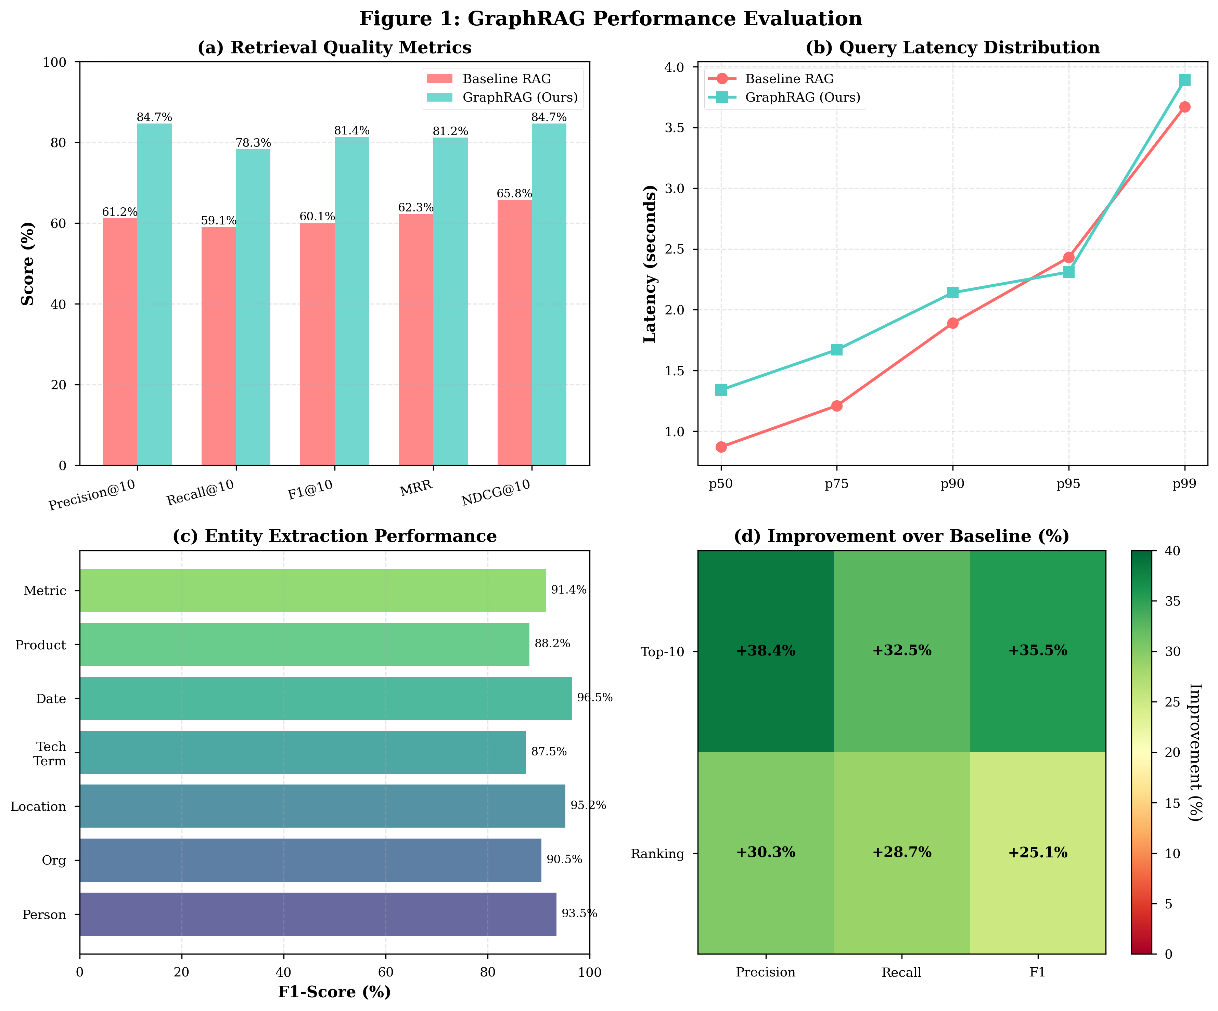 Figure 1: GraphRAG Performance Evaluation
(a) Retrieval Quality Metrics
Score (%)
100
80
60
40
20
0
Baseline RAG
GraphRAG (Ours)
61.2%
84.7%
59.1%
78.3%
60.1%
81.4%
62.3%
81.2%
65.8%
84.7%
Precision@10
Recall@10
F1@10
MRR
NDCG@10
(b) Query Latency Distribution
Latency (seconds)
4.0
3.5
3.0
2.5
2.0
1.5
1.0
Baseline RAG
GraphRAG (Ours)
p50
p75
p90
p95
p99
(c) Entity Extraction Performance
Metric
91.4%
Product
88.2%
Date
96.5%
Tech
Term
87.5%
Location
95.2%
Org
90.5%
Person
93.5%
0
20
40
60
80
100
F1-Score (%)
(d) Improvement over Baseline (%)
Top-10
+38.4%
+32.5%
+35.5%
Ranking
+30.3%
+28.7%
+25.1%
Precision
Recall
F1
40
35
30
25
20
15
10
5
0
Improvement (%)